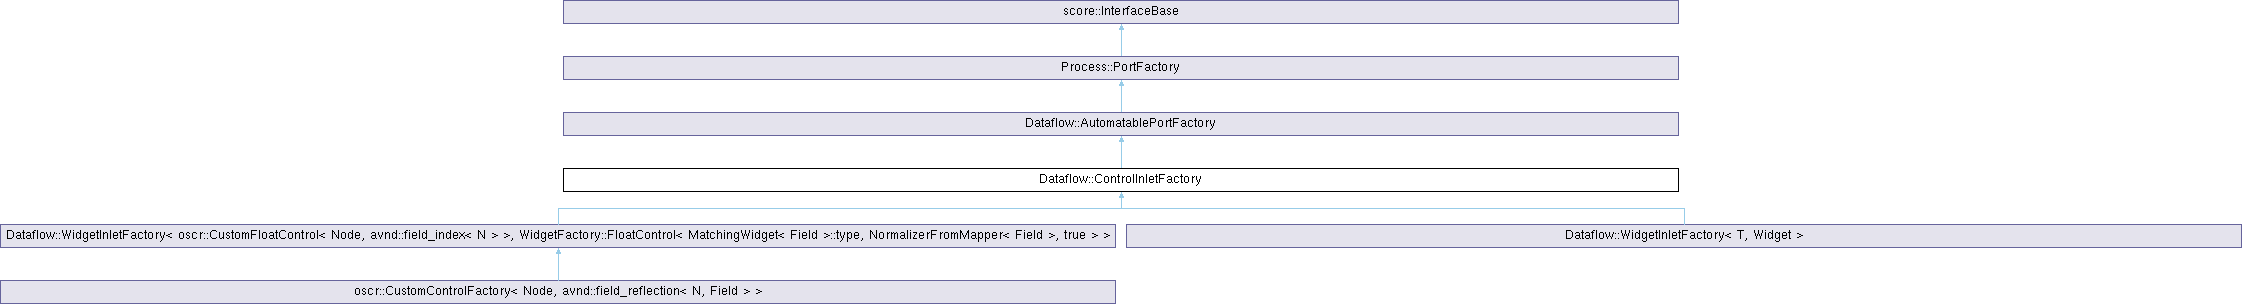 score::InterfaceBase
Process::PortFactory
Dataflow::AutomatablePortFactory
Dataflow::ControlInletFactory
Dataflow::WidgetInletFactory< oscr::CustomFloatControl< Node, avnd::field_index< N > >, WidgetFactory::FloatControl< MatchingWidget< Field >::type, NormalizerFromMapper< Field >, true > >
Dataflow::WidgetInletFactory< T, Widget >
oscr::CustomControlFactory< Node, avnd::field_reflection< N, Field > >